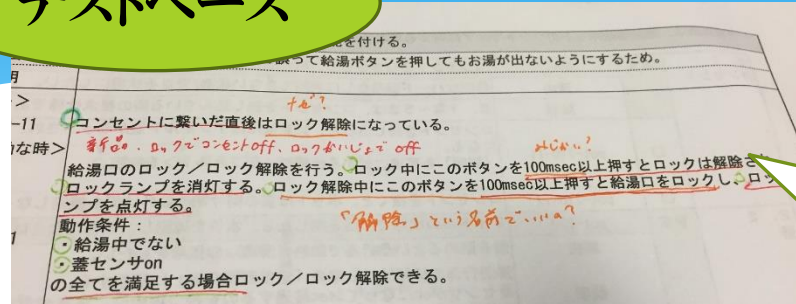 テストベース
を付ける。
誤って給湯ボタンを押してもお湯が出ないようにするため。
-11
ナゼ?
コンセントに繋いだ直後はロック解除になっている。
な時>
新品、ロックでコンセントoff、ロックかいじょで off
みじかい?
給湯口のロック/ロック解除を行う。ロック中にこのボタンを100msec以上押すとロックは解除さ
ロックランプを消灯する。ロック解除中にこのボタンを100msec以上押すと給湯口をロックし、ロッ
ンプを点灯する。
「解除」という名前でいいの?
動作条件:
・給湯中でない
・蓋センサon
の全てを満足する場合ロック/ロック解除できる。